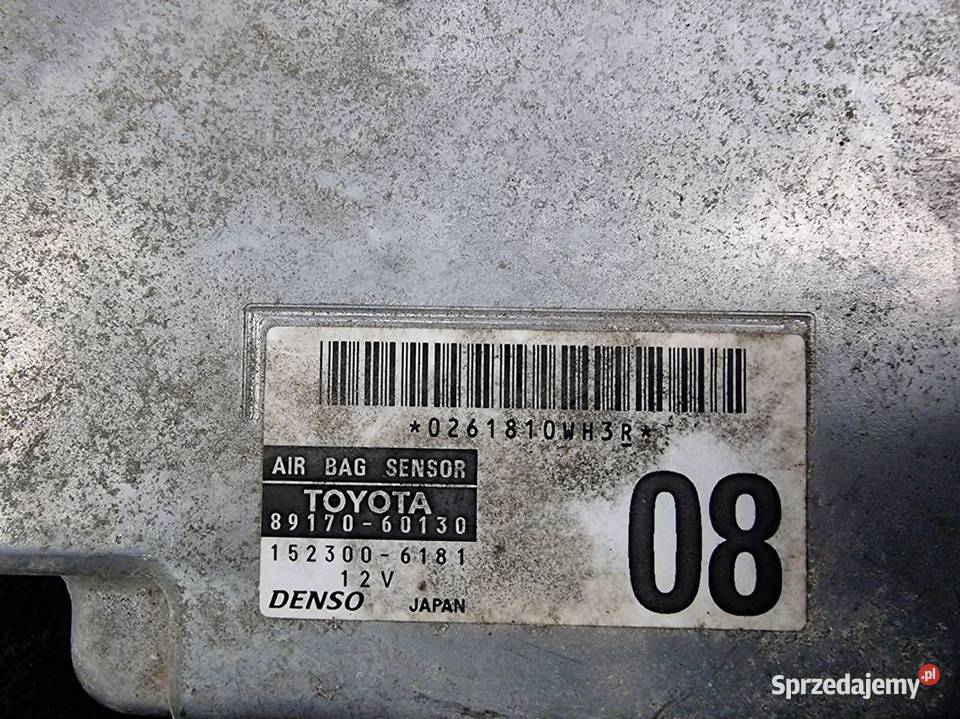 *0261810WH3R*
AIR BAG SENSOR
TOYOTA
89170-60130
152300-6181
12V
DENSO JAPAN
08
Sprzedajemy.pl